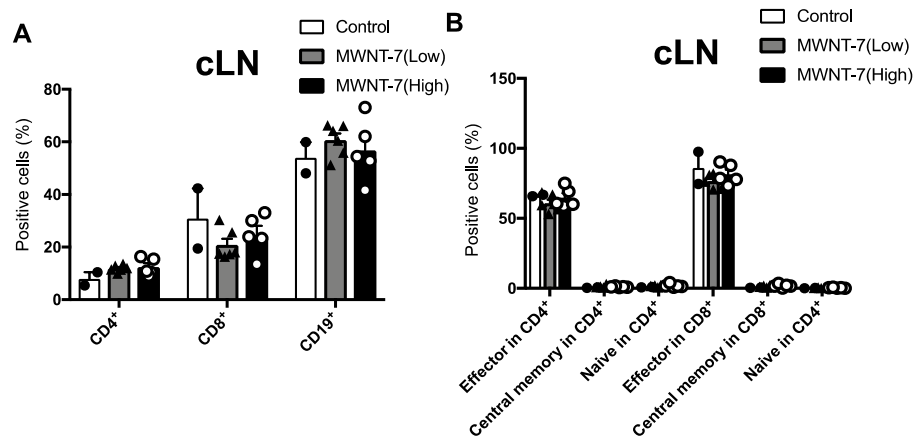 A
cLN
Control
MWNT-7(Low)
MWNT-7(High)
Positive cells (%)
80
60
40
20
0
CD4⁺
CD8⁺
CD19⁺
B
cLN
Control
MWNT-7(Low)
MWNT-7(High)
Positive cells (%)
150
100
50
0
Effector in CD4⁺
Central memory in CD4⁺
Naive in CD4⁺
Effector in CD8⁺
Central memory in CD8⁺
Naive in CD4⁺